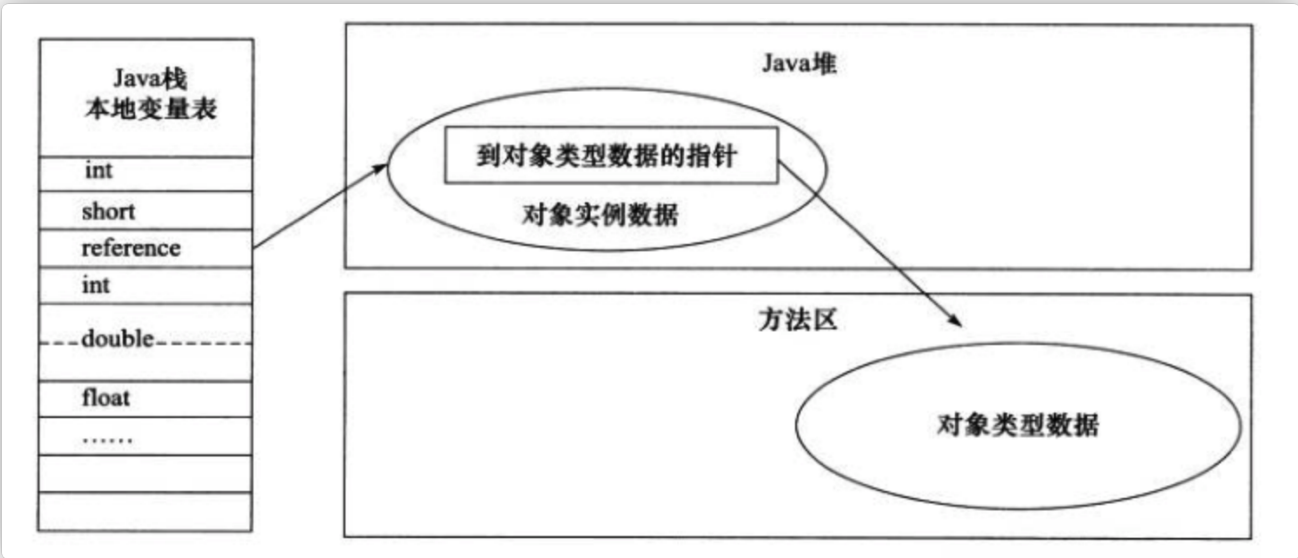 Java栈
本地变量表
int
short
reference
int
double
float
……
Java堆
到对象类型数据的指针
对象实例数据
方法区
对象类型数据